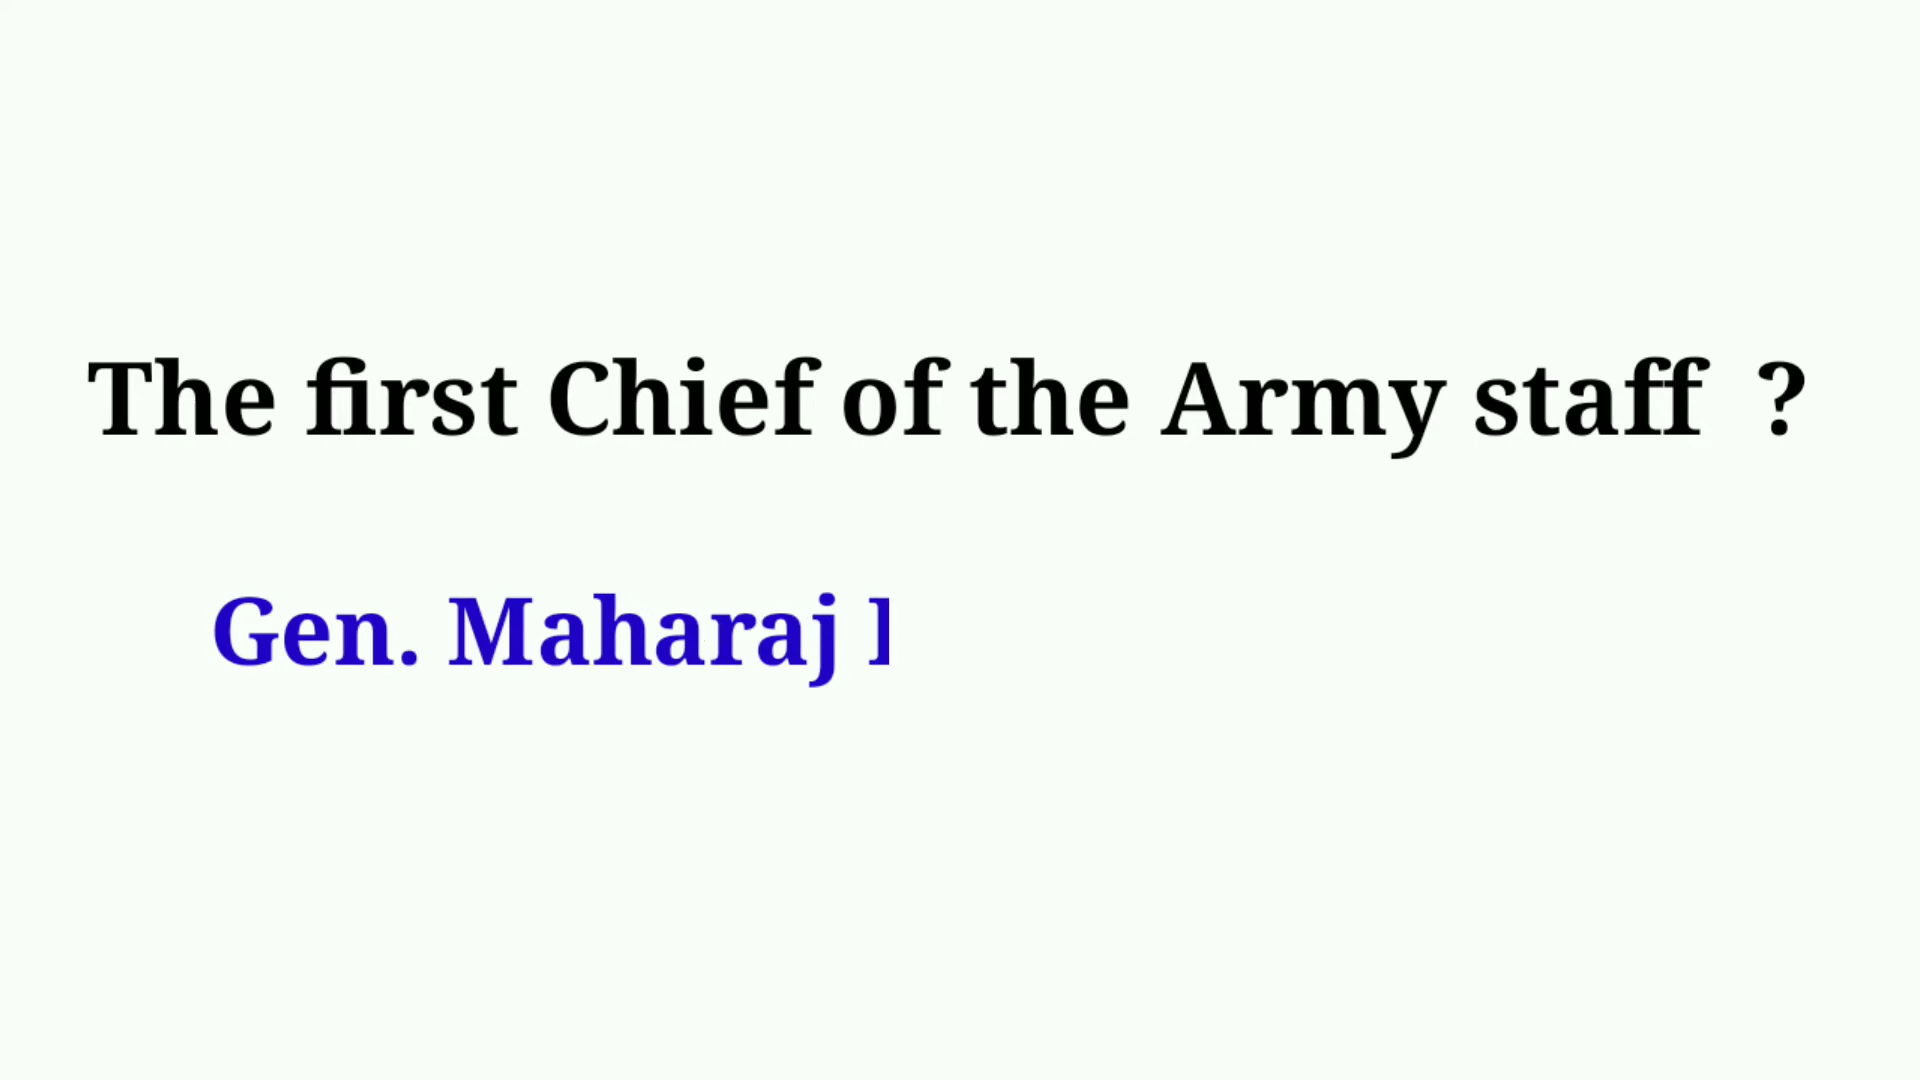 The first Chief of the Army staff ?
Gen. Maharaj